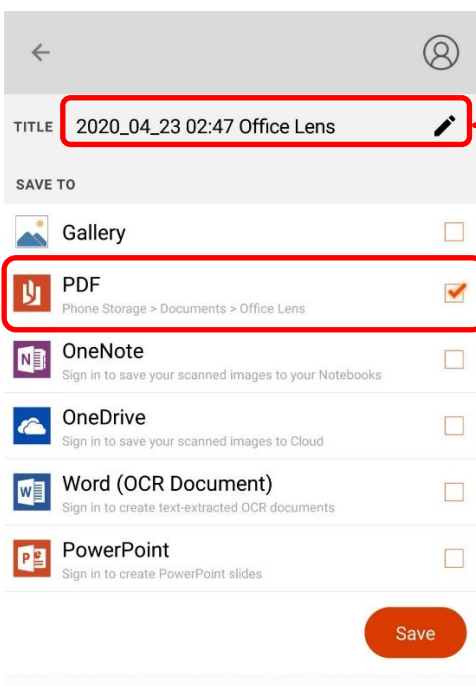 TITLE 2020_04_23 02:47 Office Lens
SAVE TO
Gallery
PDF
Phone Storage > Documents > Office Lens
OneNote
Sign in to save your scanned images to your Notebooks
OneDrive
Sign in to save your scanned images to Cloud
Word (OCR Document)
Sign in to create text-extracted OCR documents
PowerPoint
Sign in to create PowerPoint slides
Save